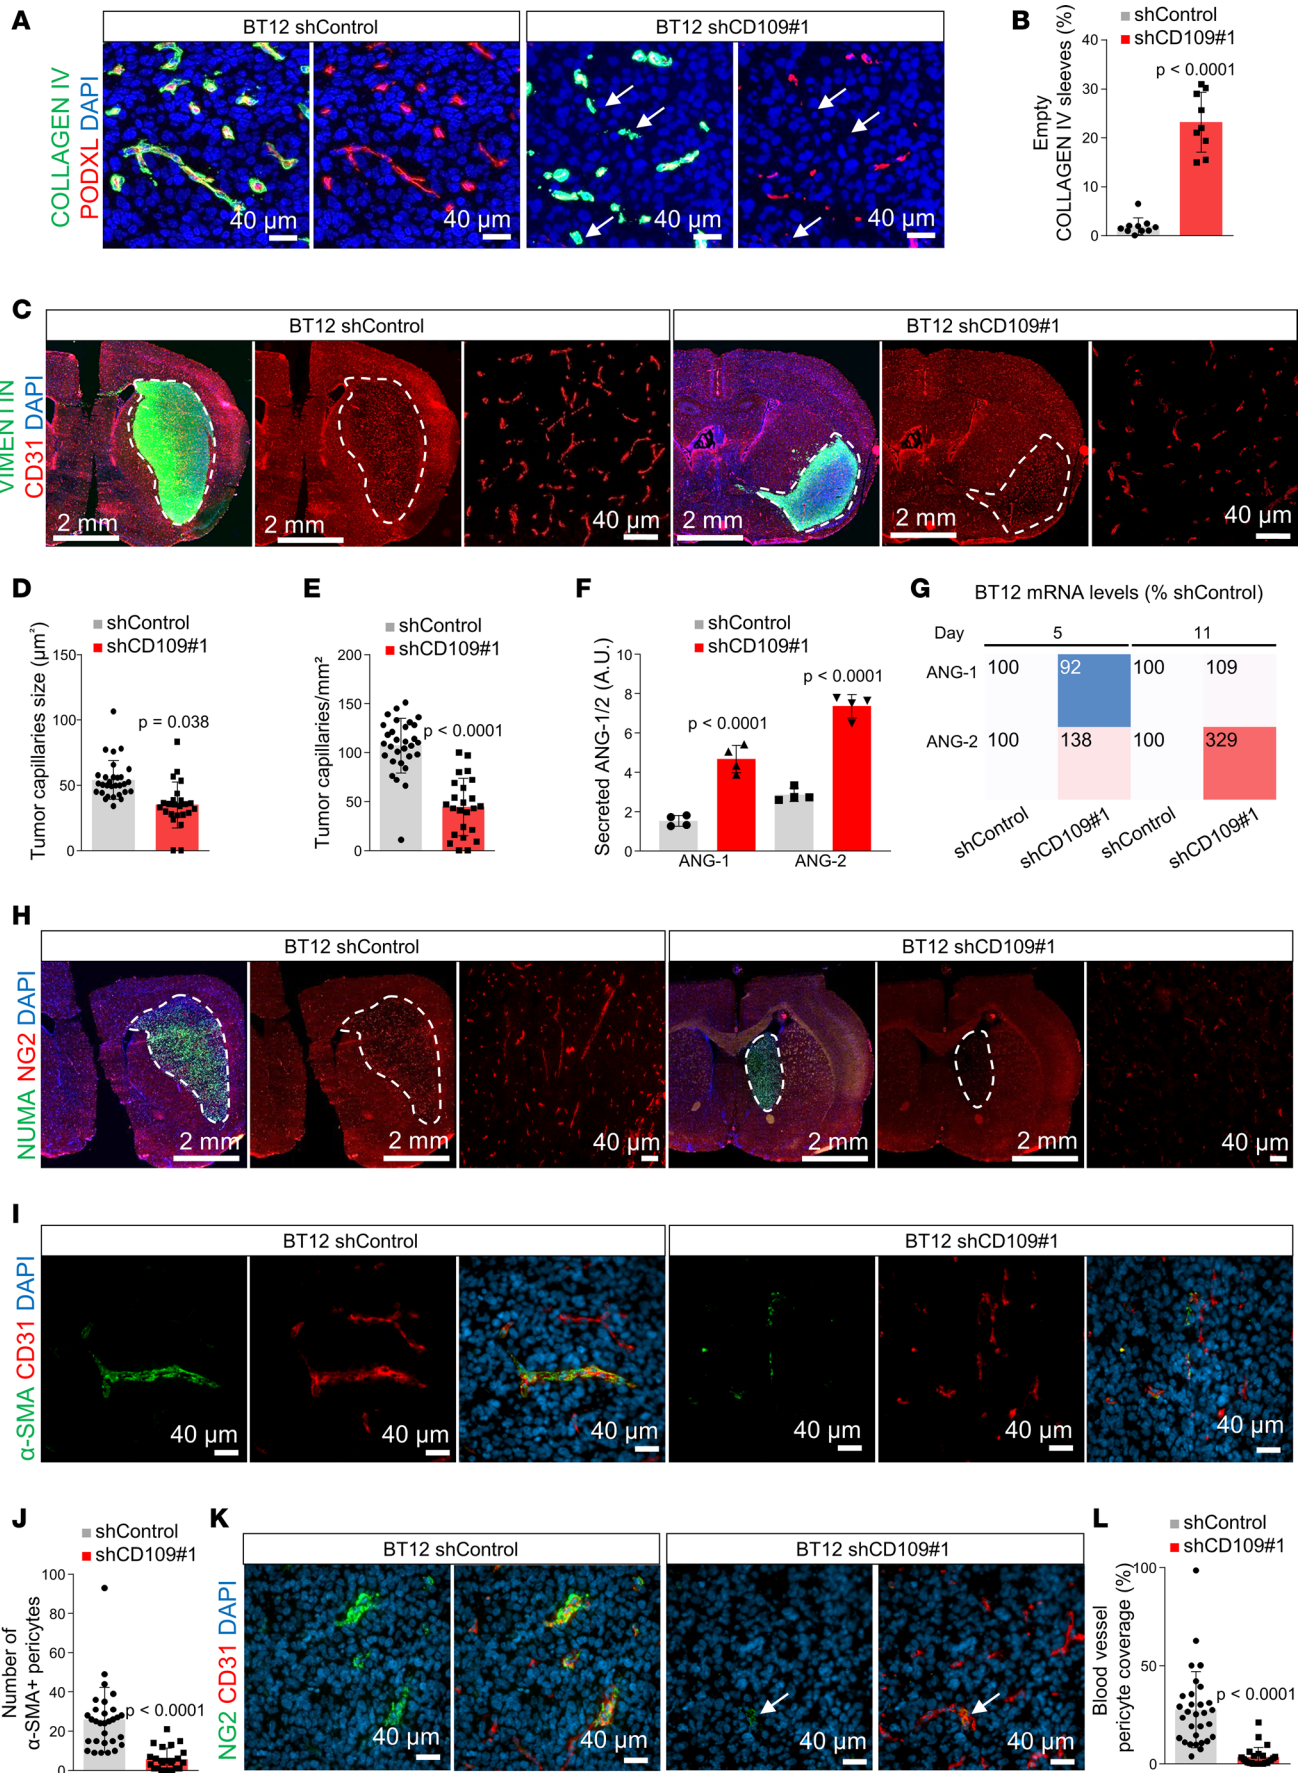 A
BT12 shControl
BT12 shCD109#1
COLLAGEN IV
PODXL DAPI
40 µm
40 µm
40 µm
40 µm
B
shControl
shCD109#1
Empty
COLLAGEN IV sleeves (%)
40
30
20
10
0
p < 0.0001
C
BT12 shControl
BT12 shCD109#1
VIMENTIN
CD31 DAPI
2 mm
2 mm
40 µm
2 mm
2 mm
40 µm
D
shControl
shCD109#1
Tumor capillaries size (µm²)
150
100
50
0
p = 0.038
E
shControl
shCD109#1
Tumor capillaries/mm²
200
150
100
50
0
p < 0.0001
F
shControl
shCD109#1
Secreted ANG-1/2 (A.U.)
10
8
6
4
2
0
p < 0.0001
p < 0.0001
ANG-1
ANG-2
G
BT12 mRNA levels (% shControl)
Day 5 11
ANG-1 100 92 100 109
ANG-2 100 138 100 329
shControl
shCD109#1
shControl
shCD109#1
H
BT12 shControl
BT12 shCD109#1
NUMA NG2 DAPI
2 mm
2 mm
40 µm
2 mm
2 mm
40 µm
I
BT12 shControl
BT12 shCD109#1
α-SMA CD31 DAPI
40 µm
40 µm
40 µm
40 µm
40 µm
40 µm
J
shControl
shCD109#1
Number of
α-SMA+ pericytes
100
80
60
40
20
0
p < 0.0001
K
BT12 shControl
BT12 shCD109#1
NG2 CD31 DAPI
40 µm
40 µm
40 µm
40 µm
L
shControl
shCD109#1
Blood vessel
pericyte coverage (%)
100
50
0
p < 0.0001